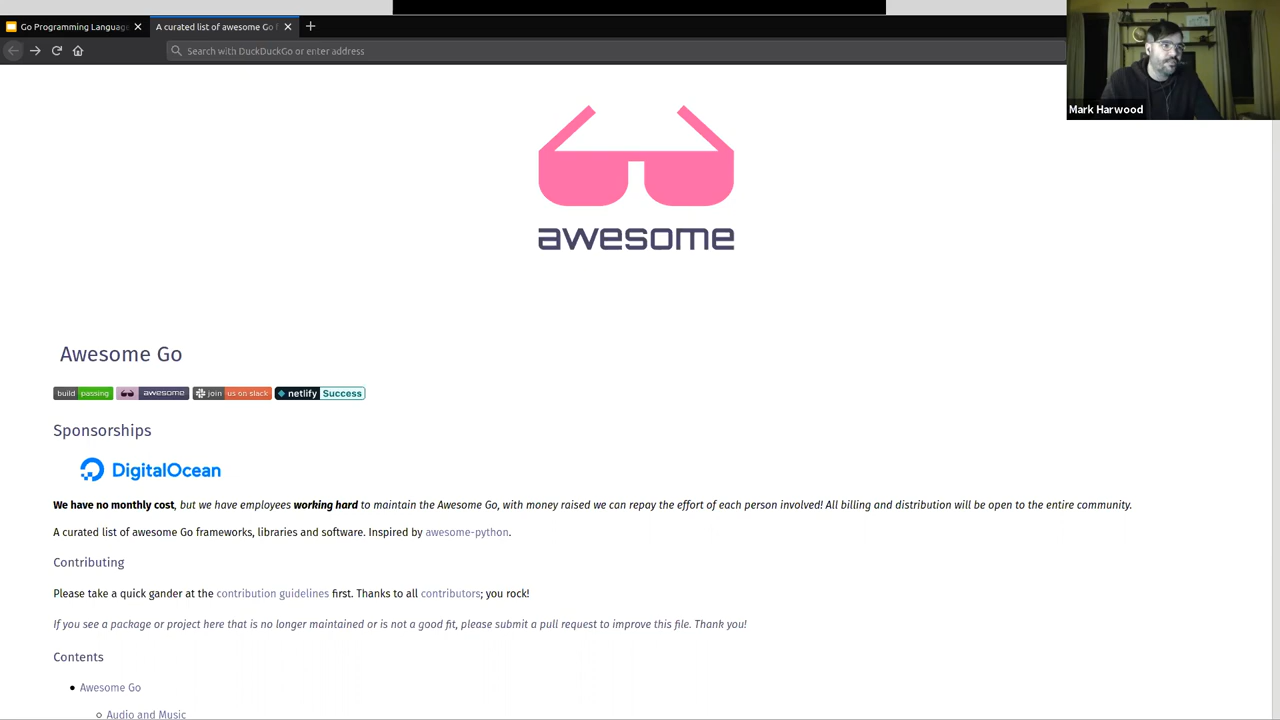 Go Programming Languag
A curated list of awesome Go f
Search with DuckDuckGo or enter address
Mark Harwood
awesome
Awesome Go
build passing awesome join us on slack netlify Success
Sponsorships
DigitalOcean
We have no monthly cost, but we have employees working hard to maintain the Awesome Go, with money raised we can repay the effort of each person involved! All billing and distribution will be open to the entire community.
A curated list of awesome Go frameworks, libraries and software. Inspired by awesome-python.
Contributing
Please take a quick gander at the contribution guidelines first. Thanks to all contributors; you rock!
If you see a package or project here that is no longer maintained or is not a good fit, please submit a pull request to improve this file. Thank you!
Contents
Awesome Go
Audio and Music